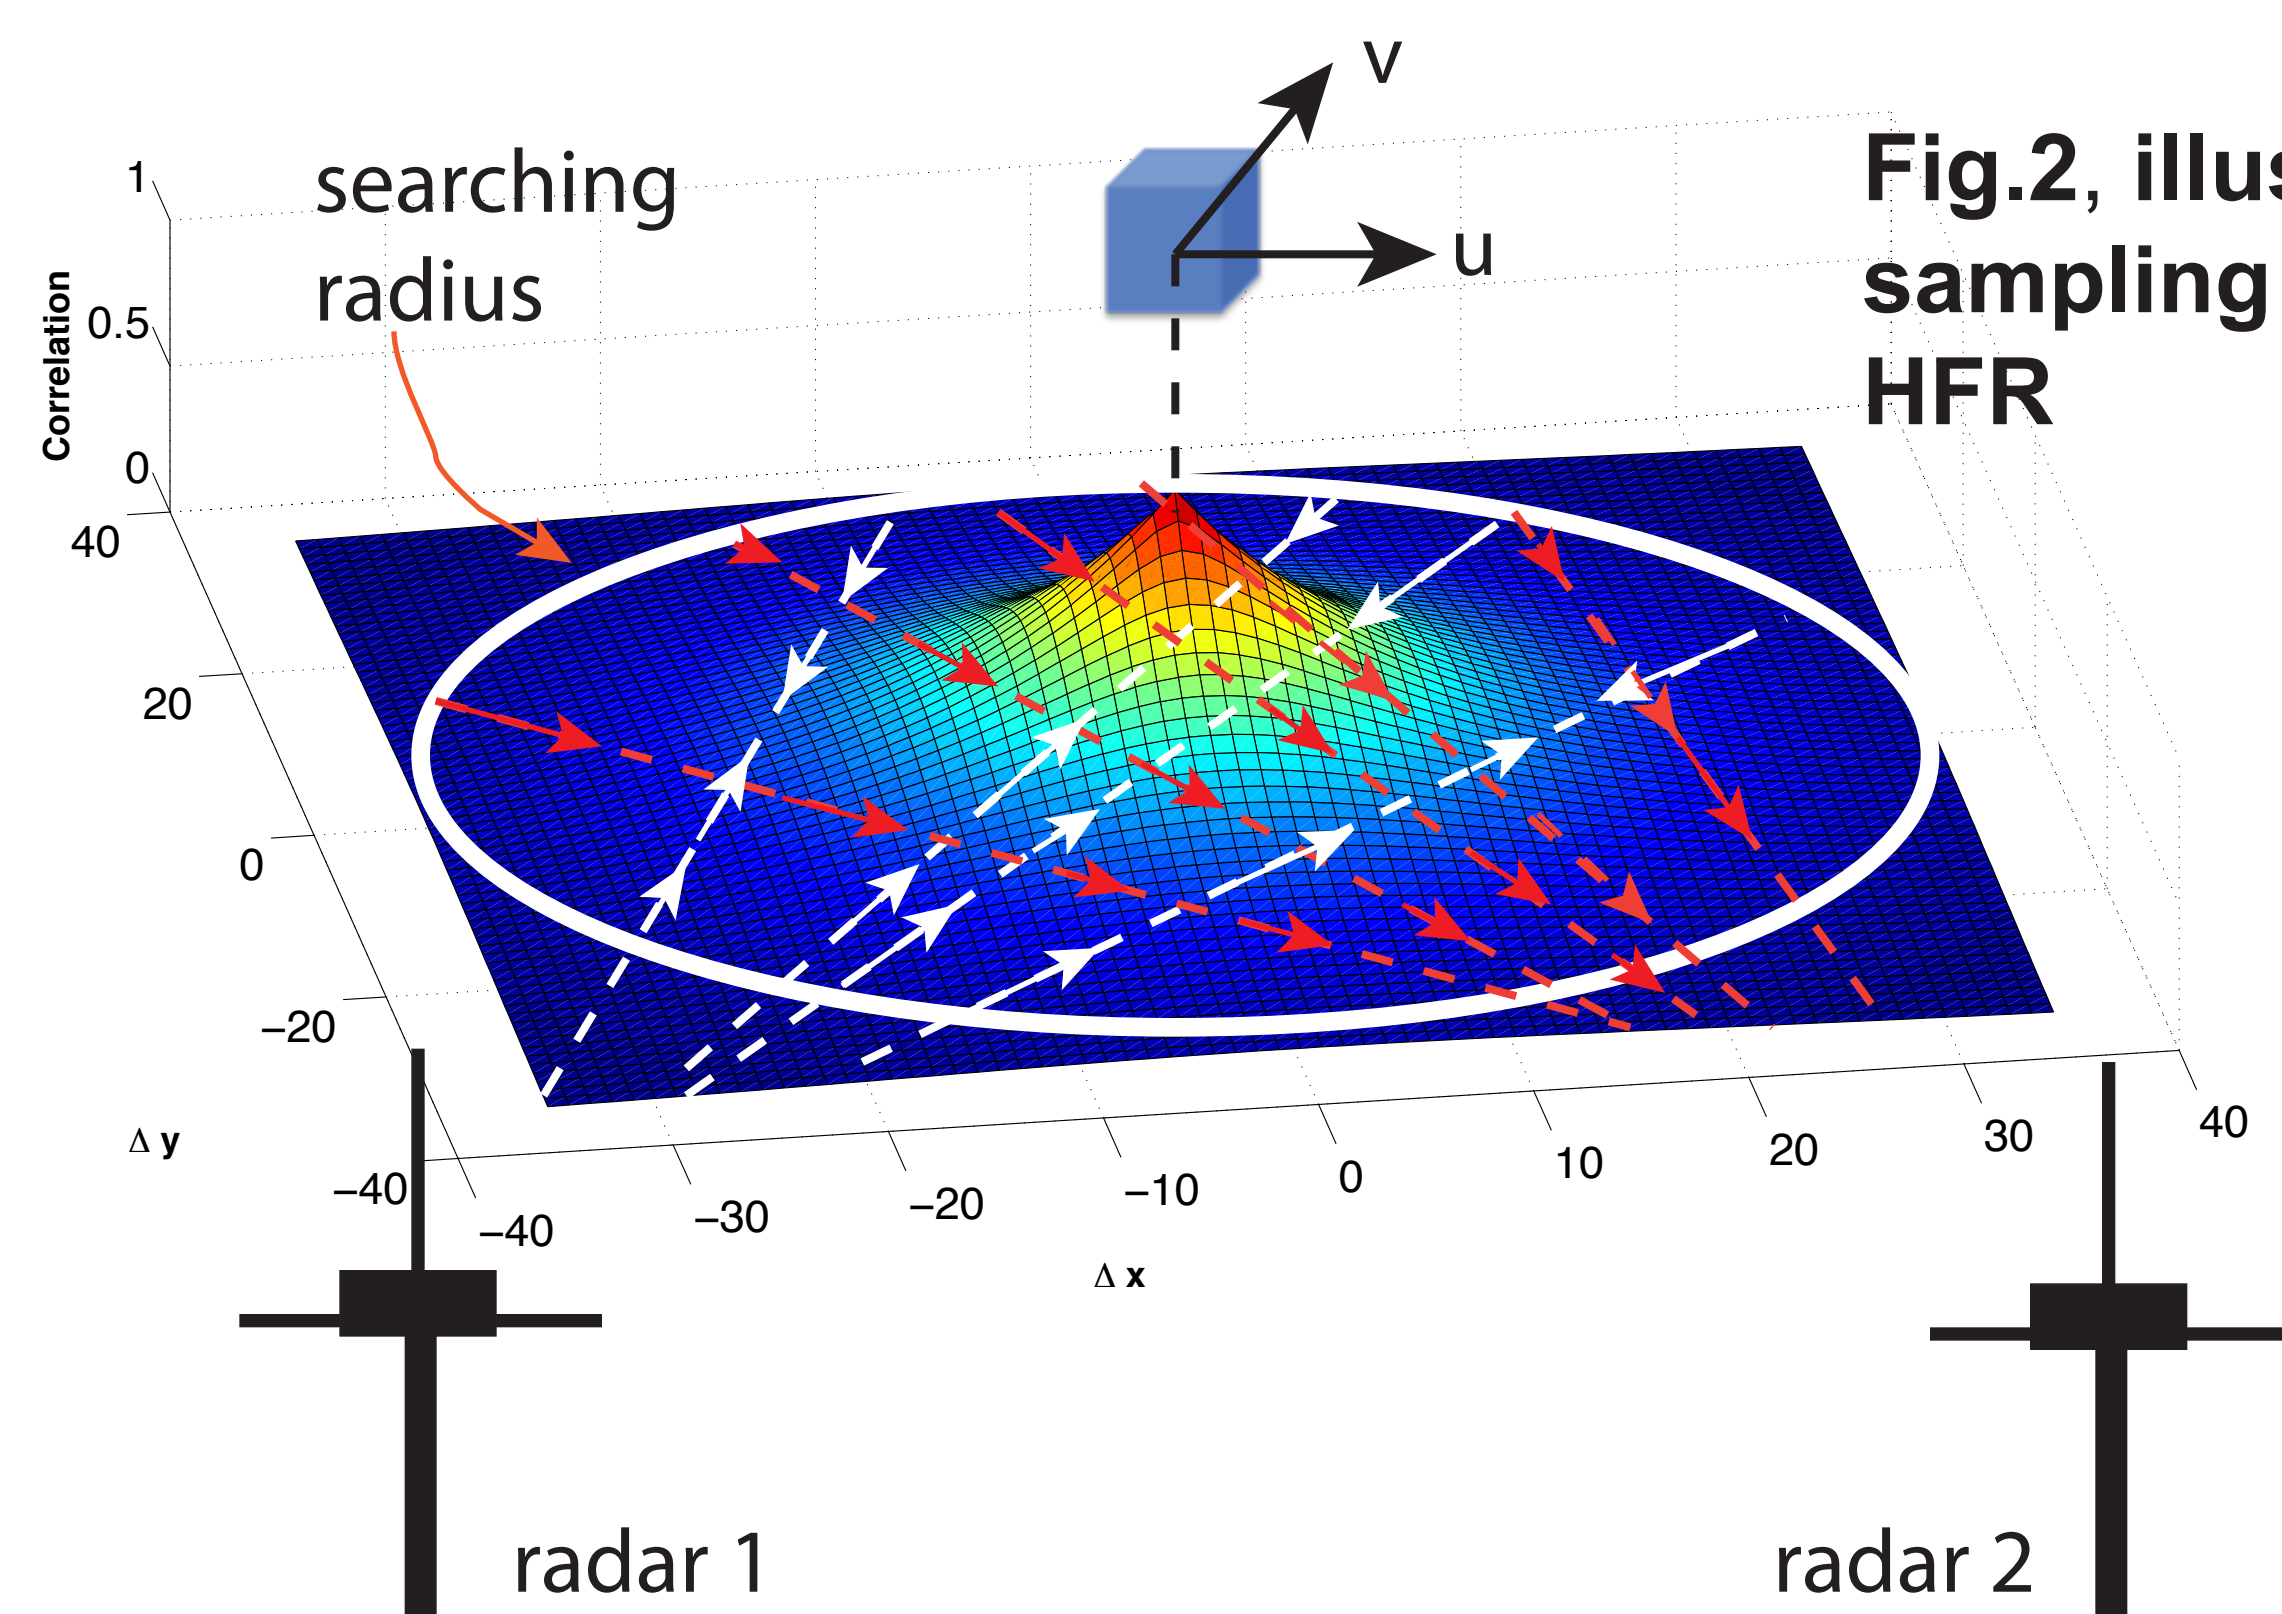 v
searching
radius
u
Fig.2, illus
sampling
HFR
Correlation
1
0.5
0
40
20
0
−20
−40
Δ y
−40
−30
−20
−10
0
10
20
30
40
Δ x
radar 1
radar 2